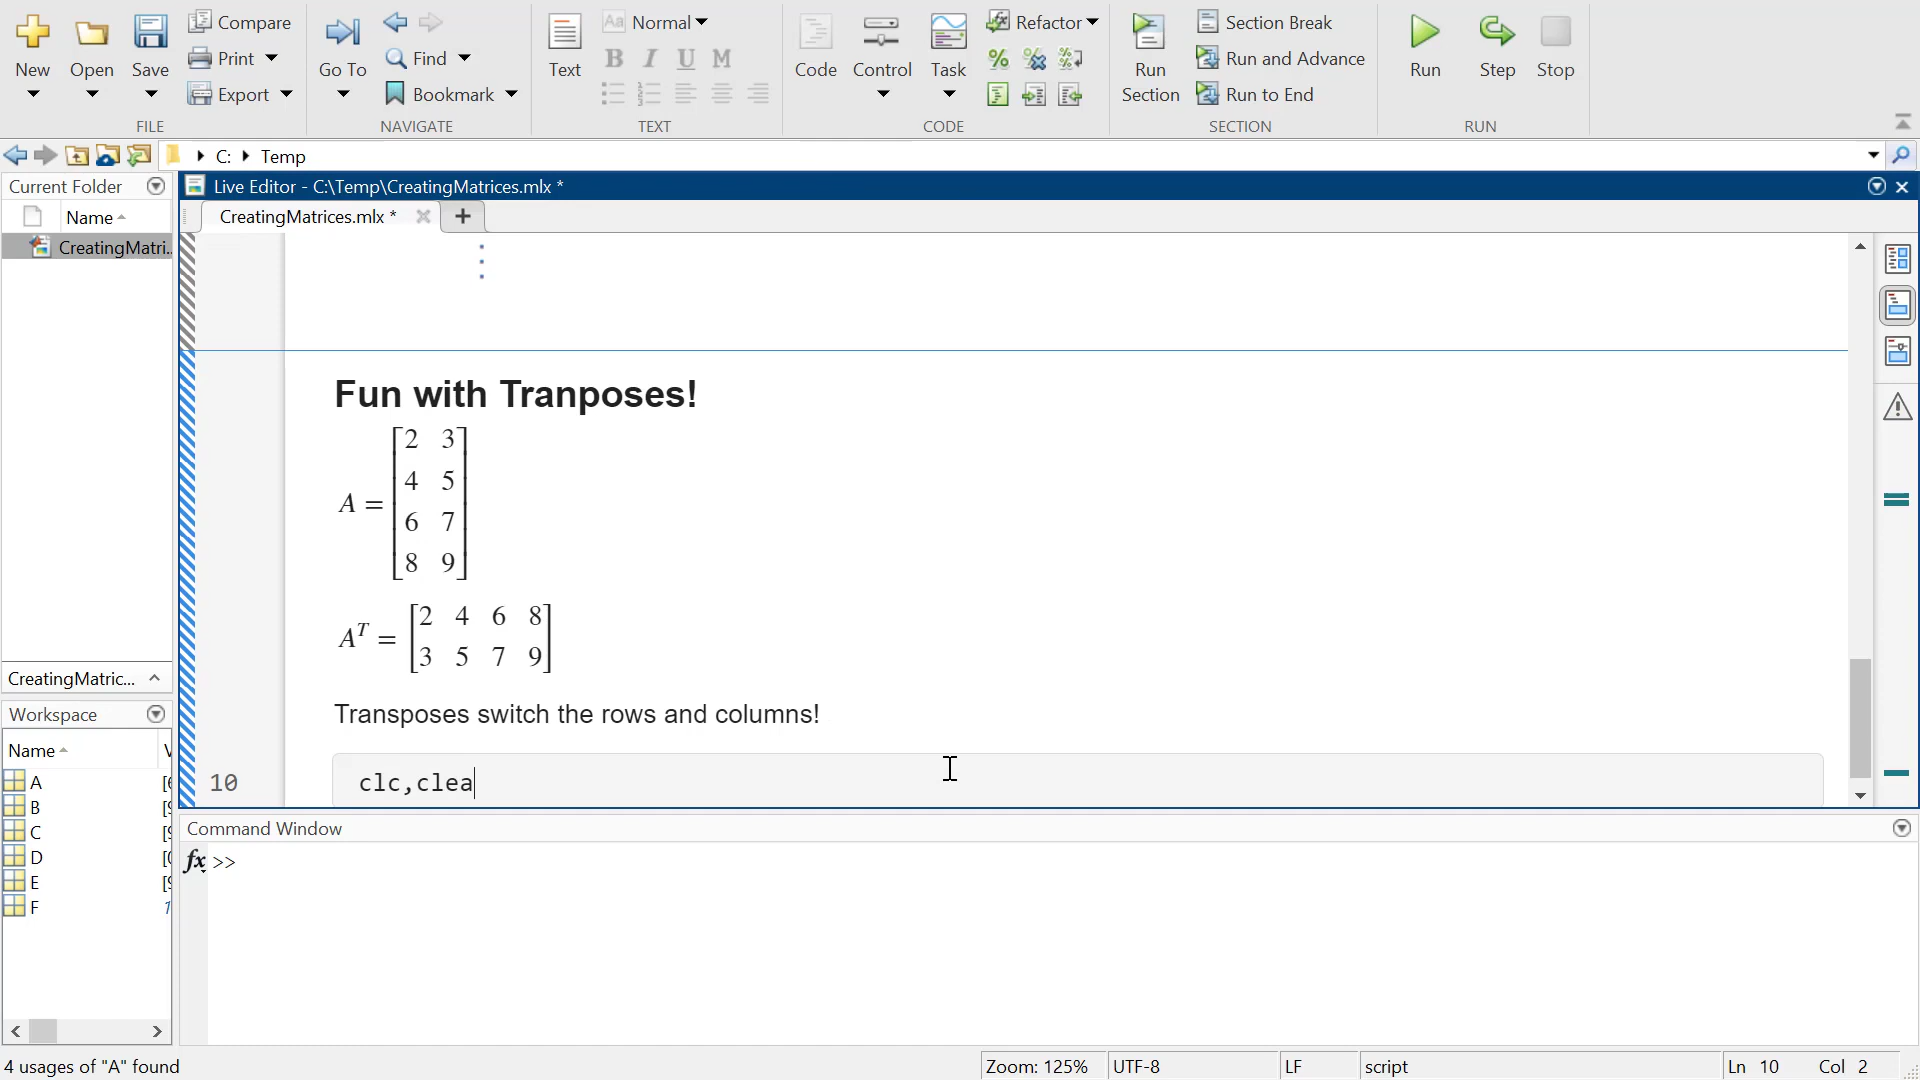 New Open Save Compare Print Export FILE
Go To Find Bookmark NAVIGATE
Text Aa Normal B I U M TEXT
Code Control Task Refactor CODE
Run Section Section Break Run and Advance Run to End SECTION
Run Step Stop RUN
C: Temp
Current Folder
Name
CreatingMatri...
CreatingMatric...
Workspace
Name
A
B
C
D
E
F
Live Editor - C:\Temp\CreatingMatrices.mlx *
CreatingMatrices.mlx *
Fun with Tranposes!
A =
2 3
4 5
6 7
8 9
A^T =
2 4 6 8
3 5 7 9
Transposes switch the rows and columns!
10 clc,clea
Command Window
fx >>
4 usages of "A" found
Zoom: 125% UTF-8 LF script Ln 10 Col 2